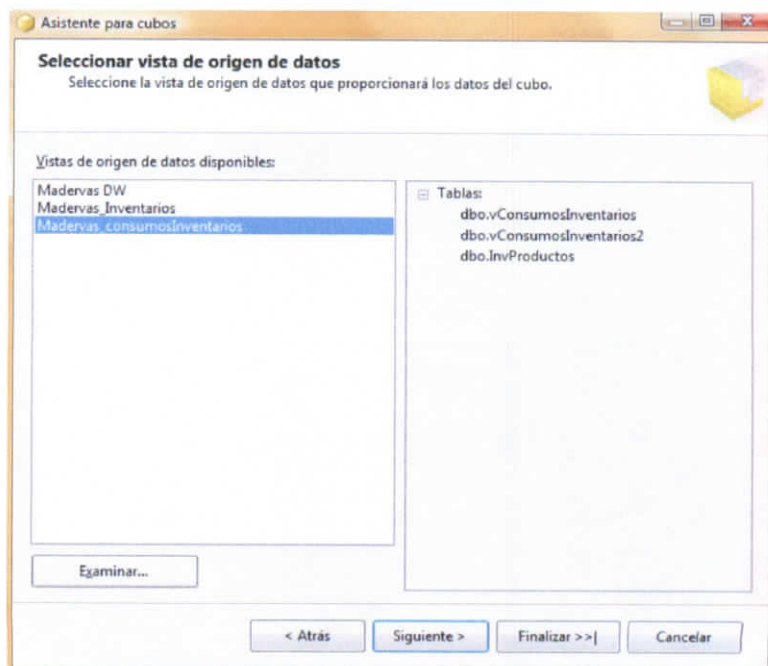 Asistente para cubos
Seleccionar vista de origen de datos
Seleccione la vista de origen de datos que proporcionará los datos del cubo.
Vistas de origen de datos disponibles:
Madervas DW
Madervas_Inventarios
Madervas_consumosInventarios
Tablas:
dbo.vConsumosInventarios
dbo.vConsumosInventarios2
dbo.InvProductos
Examinar...
< Atrás
Siguiente >
Finalizar >>|
Cancelar